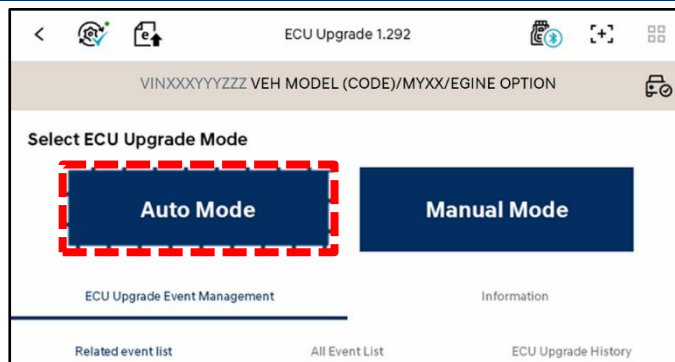 ECU Upgrade 1.292
VINXXXYYYZZZ VEH MODEL (CODE)/MYXX/EGINE OPTION
Select ECU Upgrade Mode
Auto Mode Manual Mode
ECU Upgrade Event Management Information
Related event list All Event List ECU Upgrade History